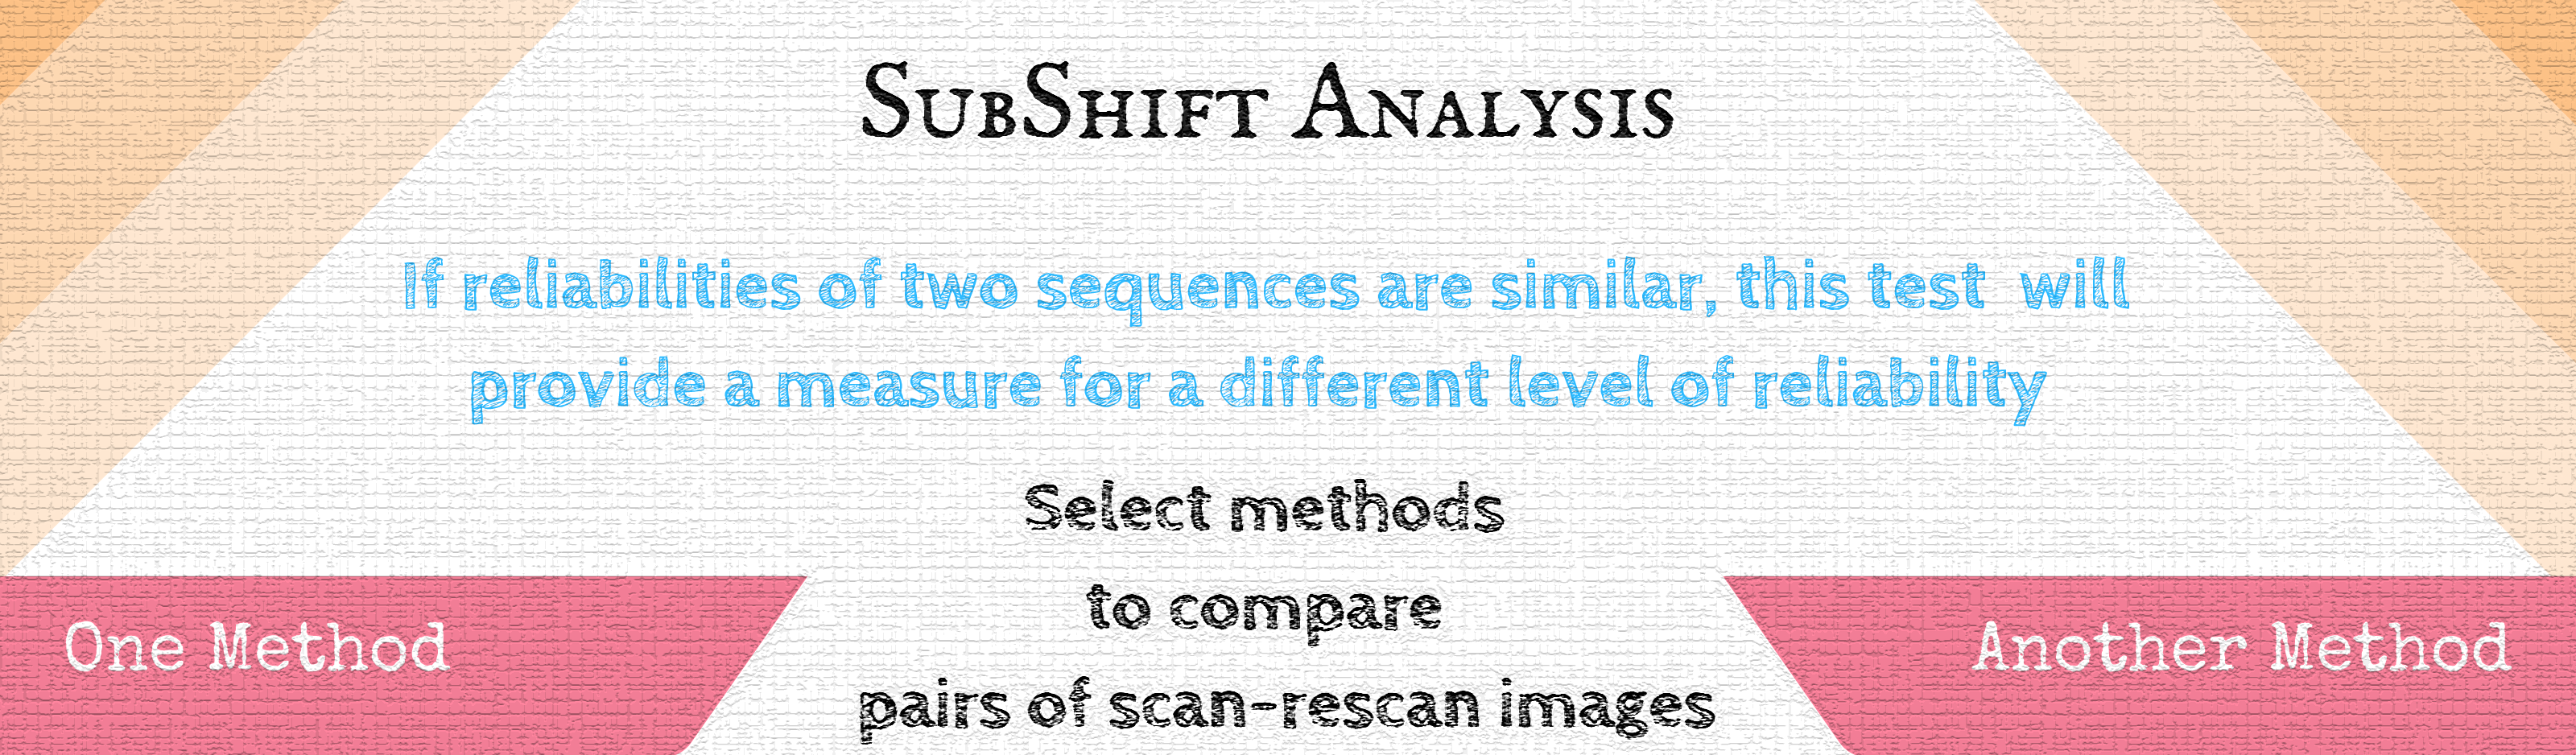 SubShift Analysis
If reliabilities of two sequences are similar, this test will
provide a measure for a different level of reliability
Select methods
to compare
pairs of scan-rescan images
One Method
Another Method